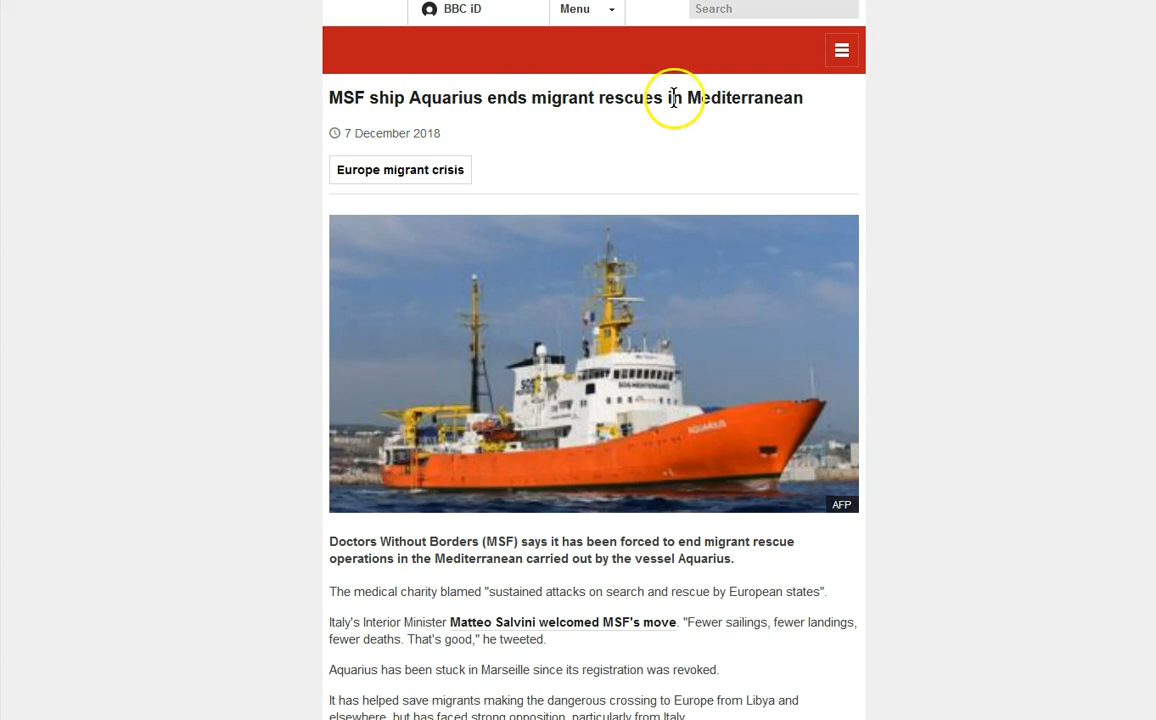 BBC iD
Menu
Search
MSF ship Aquarius ends migrant rescues in Mediterranean
7 December 2018
Europe migrant crisis
SOS MEDITERRANEE
AQUARIUS
AFP
Doctors Without Borders (MSF) says it has been forced to end migrant rescue
operations in the Mediterranean carried out by the vessel Aquarius.
The medical charity blamed "sustained attacks on search and rescue by European states".
Italy's Interior Minister Matteo Salvini welcomed MSF's move. "Fewer sailings, fewer landings,
fewer deaths. That's good," he tweeted.
Aquarius has been stuck in Marseille since its registration was revoked.
It has helped save migrants making the dangerous crossing to Europe from Libya and
elsewhere, but has faced strong opposition, particularly from Italy.